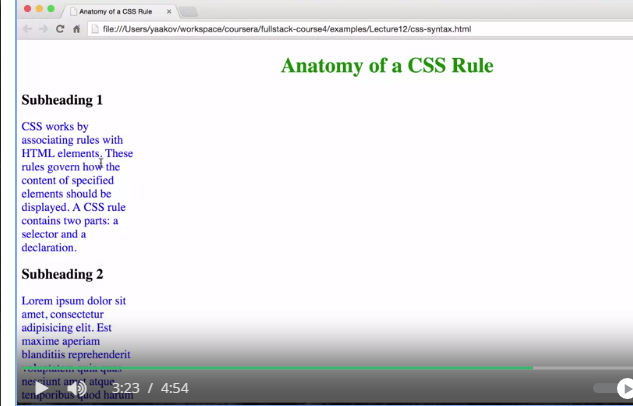 Anatomy of a CSS Rule
file:///Users/yaakov/workspace/coursera/fullstack-course4/examples/Lecture12/css-syntax.html
Anatomy of a CSS Rule
Subheading 1
CSS works by
associating rules with
HTML elements. These
rules govern how the
content of specified
elements should be
displayed. A CSS rule
contains two parts: a
selector and a
declaration.
Subheading 2
Lorem ipsum dolor sit
amet, consectetur
adipisicing elit. Est
maxime aperiam
blanditiis reprehenderit
voluptatem quia quas
nesciunt amet atque
temporibus quod harum
3:23 / 4:54